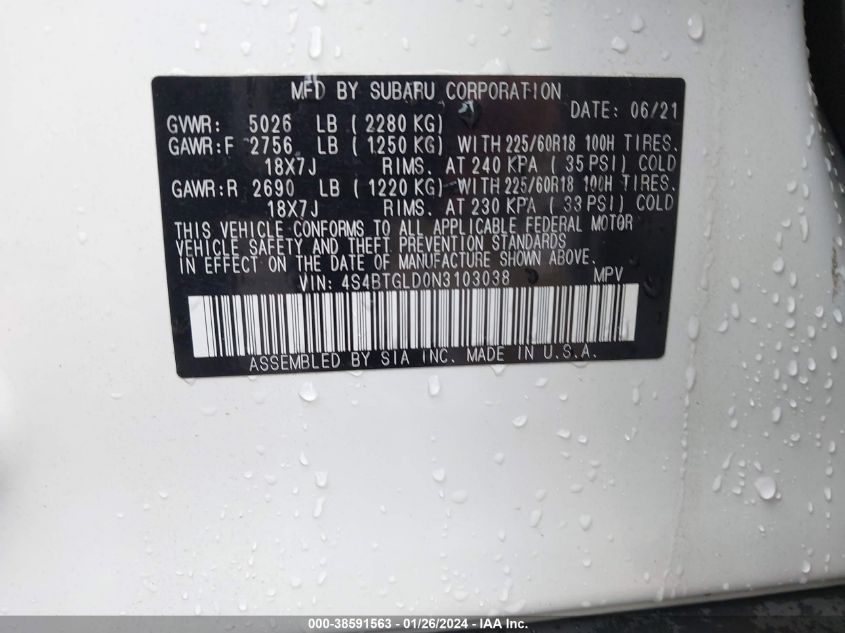 MFD BY SUBARU CORPORATION
DATE: 06/21
GVWR: 5026 LB ( 2280 KG)
GAWR:F 2756 LB ( 1250 KG) WITH 225/60R18 100H TIRES.
18X7J RIMS. AT 240 KPA ( 35 PSI) COLD
GAWR:R 2690 LB ( 1220 KG) WITH 225/60R18 100H TIRES.
18X7J RIMS. AT 230 KPA ( 33 PSI) COLD
THIS VEHICLE CONFORMS TO ALL APPLICABLE FEDERAL MOTOR
VEHICLE SAFETY AND THEFT PREVENTION STANDARDS
IN EFFECT ON THE DATE OF MANUFACTURE SHOWN ABOVE.
VIN: 4S4BTGLD0N3103038 MPV
ASSEMBLED BY SIA INC. MADE IN U.S.A.
000-38591563 - 01/26/2024 - IAA Inc.